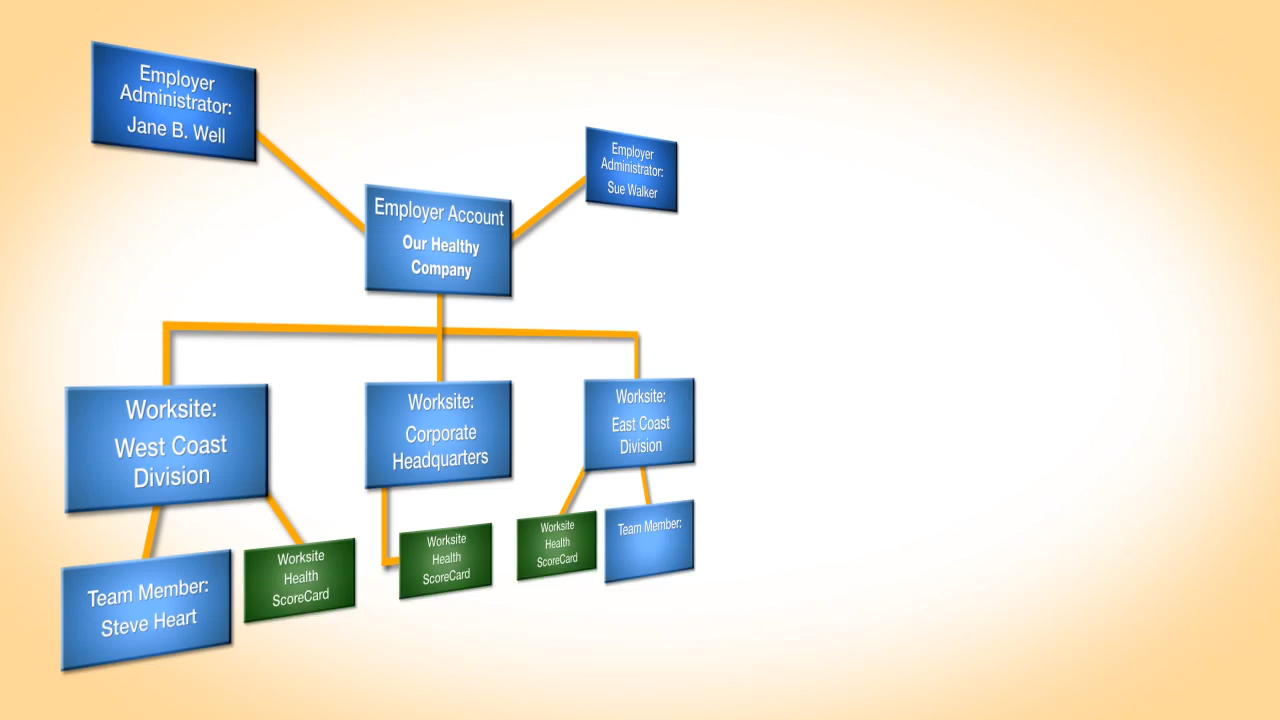 Employer
Administrator:
Jane B. Well
Employer
Administrator:
Sue Walker
Employer Account
Our Healthy
Company
Worksite:
West Coast
Division
Worksite:
Corporate
Headquarters
Worksite:
East Coast
Division
Team Member:
Steve Heart
Worksite
Health
ScoreCard
Worksite
Health
ScoreCard
Worksite
Health
ScoreCard
Team Member: